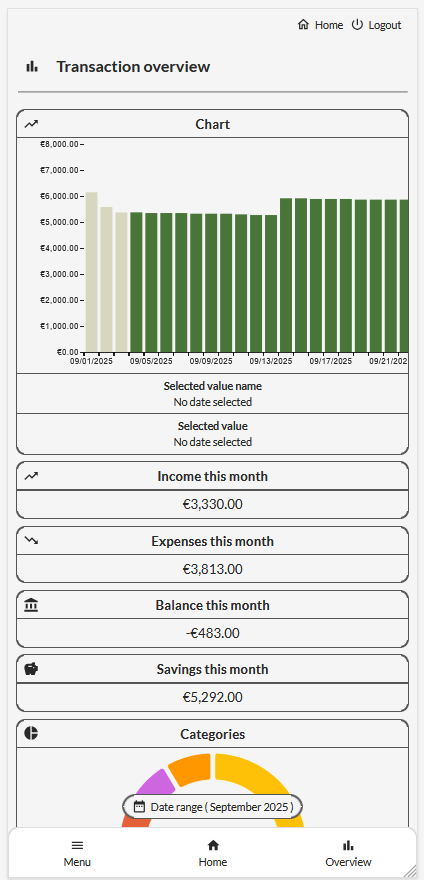 Home Logout
Transaction overview
Chart
€8,000.00
€7,000.00
€6,000.00
€5,000.00
€4,000.00
€3,000.00
€2,000.00
€1,000.00
€0.00
09/01/2025 09/05/2025 09/09/2025 09/13/2025 09/17/2025 09/21/202
Selected value name
No date selected
Selected value
No date selected
Income this month
€3,330.00
Expenses this month
€3,813.00
Balance this month
-€483.00
Savings this month
€5,292.00
Categories
Date range ( September 2025 )
Menu Home Overview